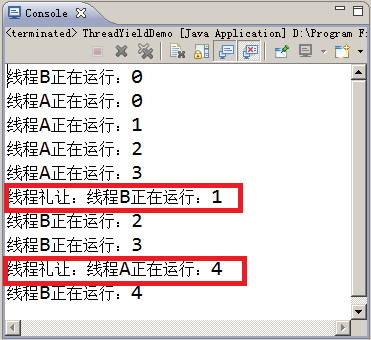 Console
<terminated> ThreadYieldDemo [Java Application] D:\Program Fi
线程B正在运行：0
线程A正在运行：0
线程A正在运行：1
线程A正在运行：2
线程A正在运行：3
线程礼让：线程B正在运行：1
线程B正在运行：2
线程B正在运行：3
线程礼让：线程A正在运行：4
线程B正在运行：4